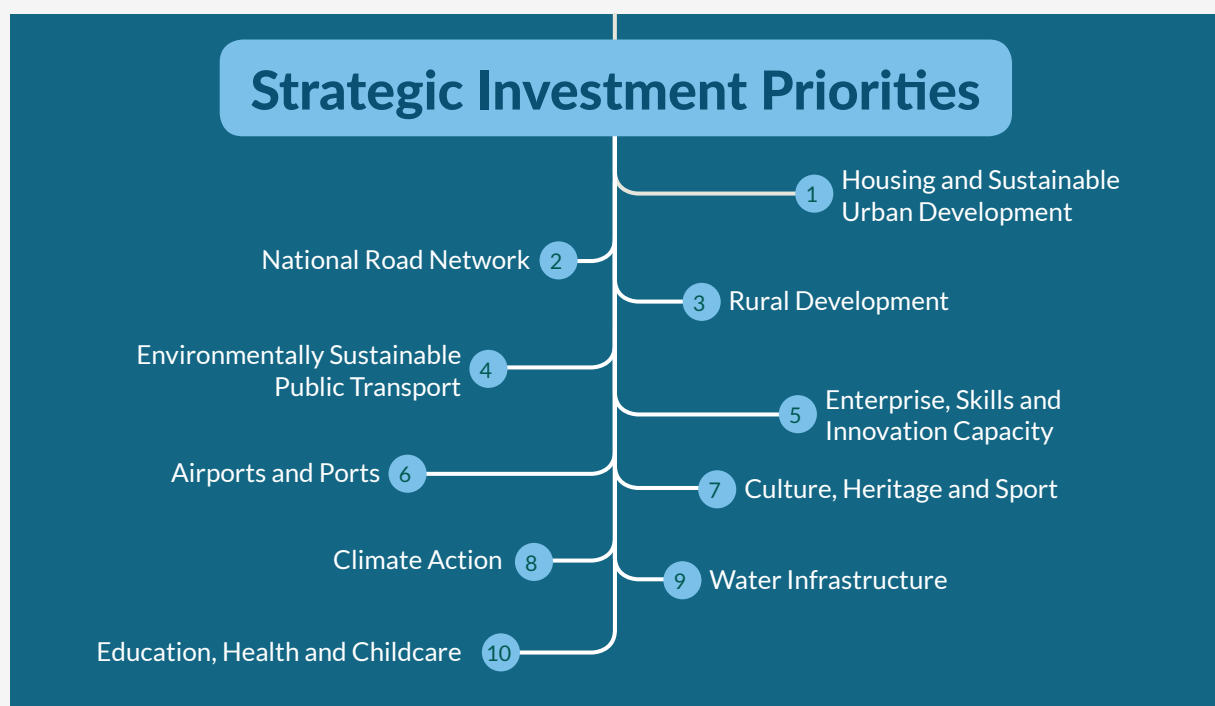 Strategic Investment Priorities
1 Housing and Sustainable
Urban Development
National Road Network 2
3 Rural Development
Environmentally Sustainable
Public Transport 4
5 Enterprise, Skills and
Innovation Capacity
Airports and Ports 6
7 Culture, Heritage and Sport
Climate Action 8
9 Water Infrastructure
Education, Health and Childcare 10